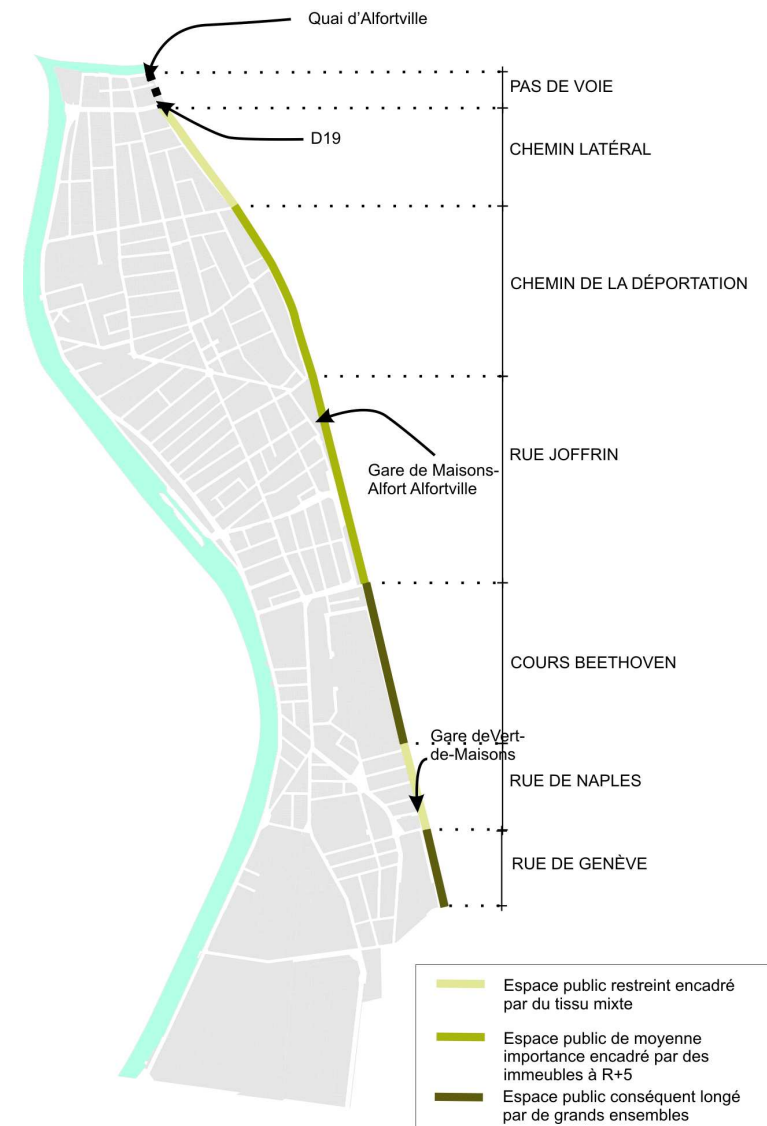 Quai d'Alfortville
PAS DE VOIE
D19
CHEMIN LATÉRAL
CHEMIN DE LA DÉPORTATION
RUE JOFFRIN
Gare de Maisons-
Alfort Alfortville
COURS BEETHOVEN
Gare deVert-
de-Maisons
RUE DE NAPLES
RUE DE GENÈVE
Espace public restreint encadré
par du tissu mixte
Espace public de moyenne
importance encadré par des
immeubles à R+5
Espace public conséquent longé
par de grands ensembles